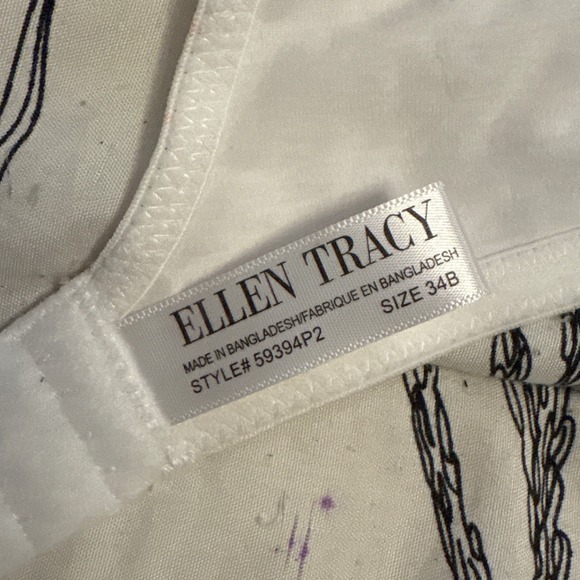 ELLEN TRACY
MADE IN BANGLADESH/FABRIQUE EN BANGLADESH
STYLE# 59394P2 SIZE 34B